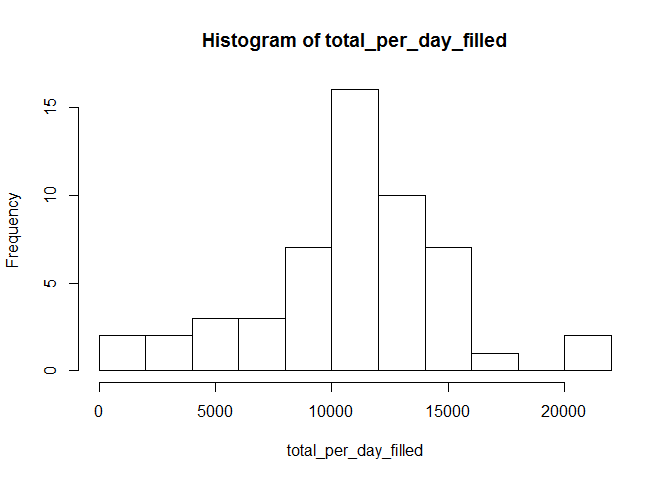 Histogram of total_per_day_filled
Frequency
15
10
5
0
0 5000 10000 15000 20000
total_per_day_filled